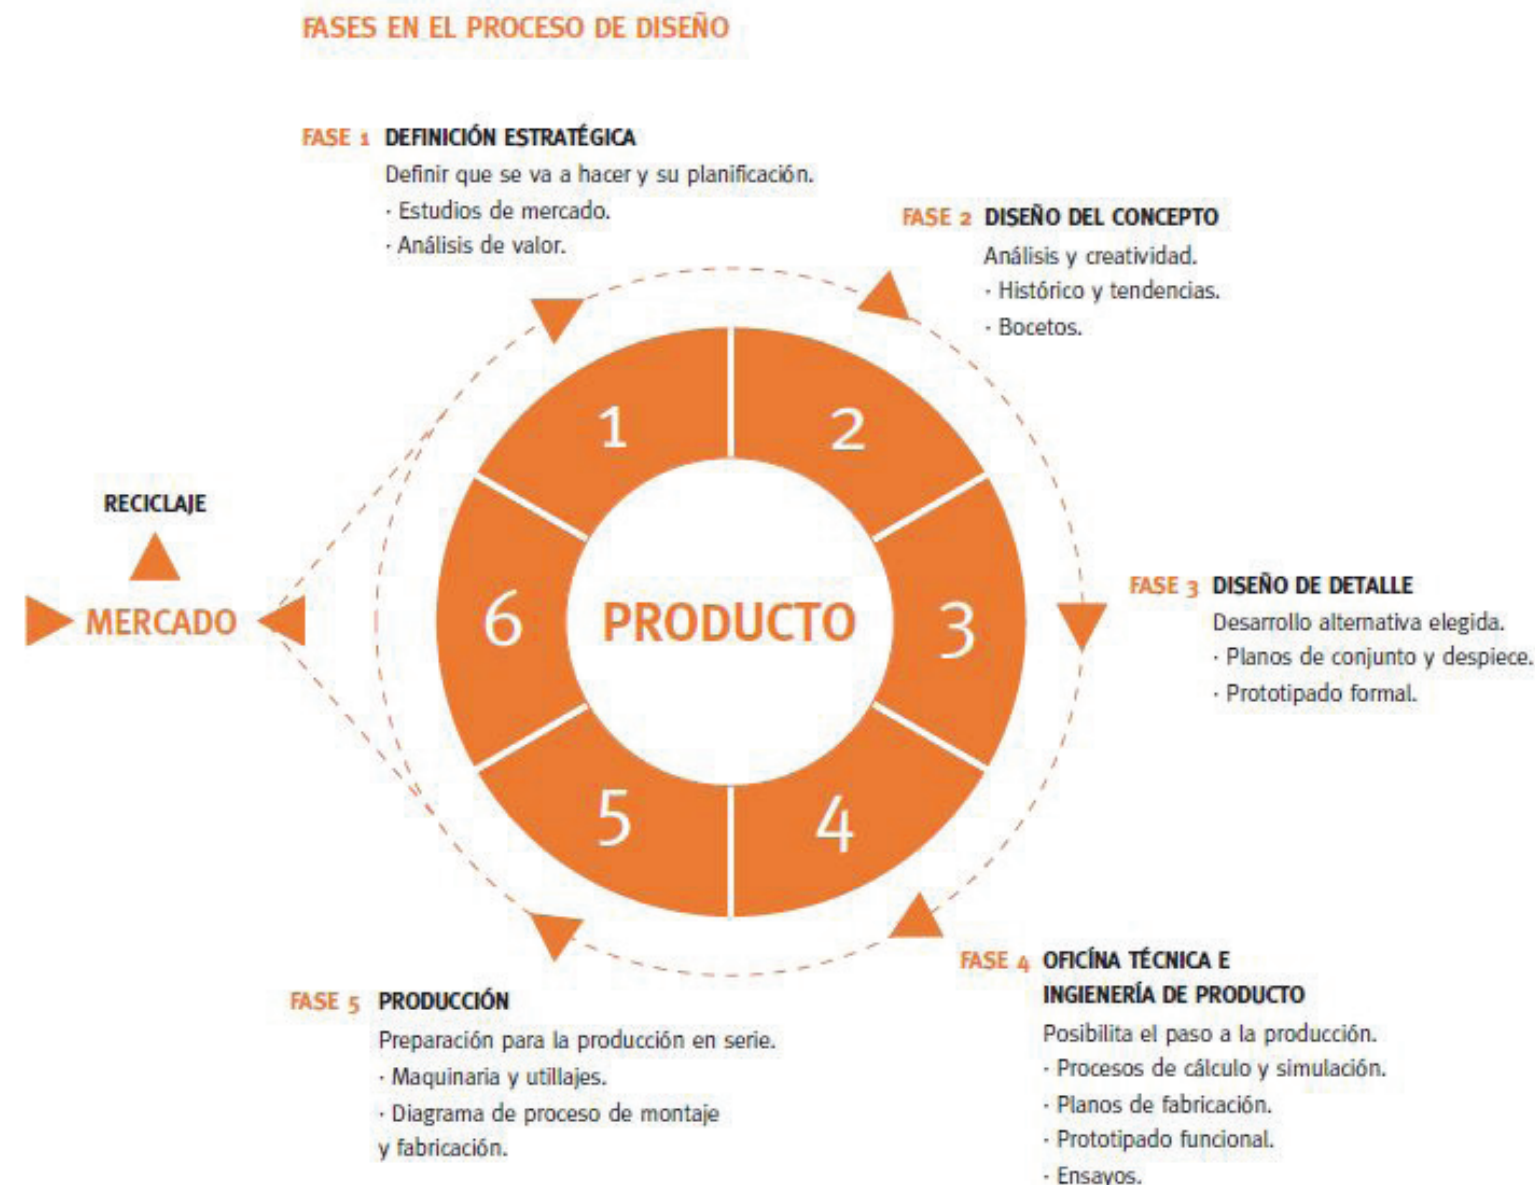 FASES EN EL PROCESO DE DISEÑO
FASE 1 DEFINICIÓN ESTRATÉGICA
Definir que se va a hacer y su planificación.
· Estudios de mercado.
· Análisis de valor.
FASE 2 DISEÑO DEL CONCEPTO
Análisis y creatividad.
· Histórico y tendencias.
· Bocetos.
1
2
RECICLAJE
MERCADO
6
PRODUCTO
3
FASE 3 DISEÑO DE DETALLE
Desarrollo alternativa elegida.
· Planos de conjunto y despiece.
· Prototipado formal.
5
4
FASE 4 OFICÍNA TÉCNICA E
INGIENERÍA DE PRODUCTO
Posibilita el paso a la producción.
· Procesos de cálculo y simulación.
· Planos de fabricación.
· Prototipado funcional.
· Ensayos.
FASE 5 PRODUCCIÓN
Preparación para la producción en serie.
· Maquinaria y utillajes.
· Diagrama de proceso de montaje
y fabricación.